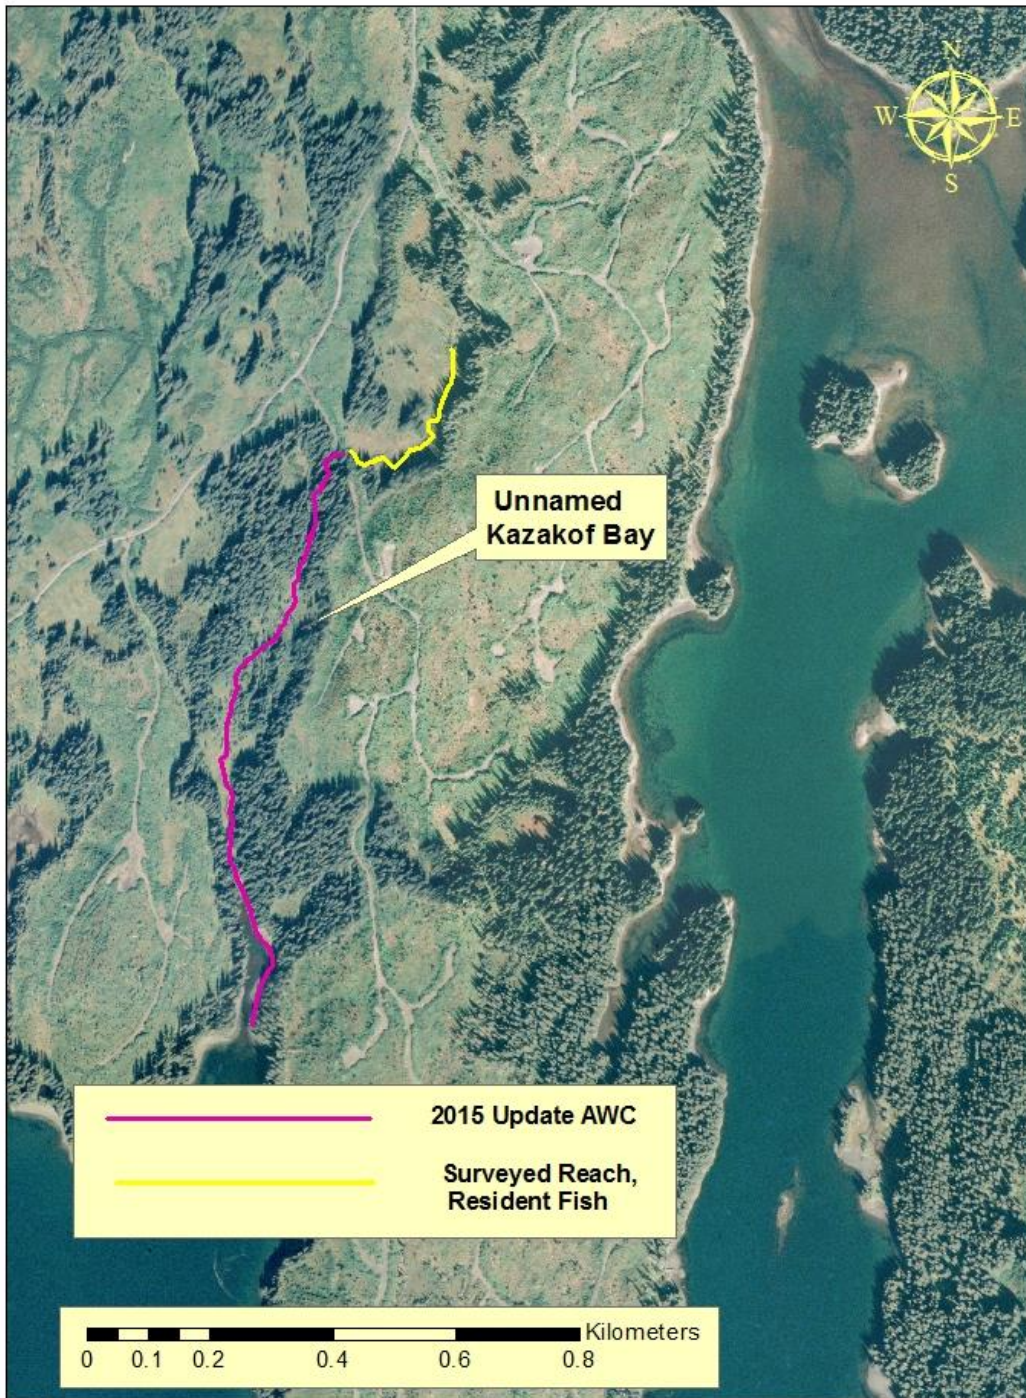 N
W E
S
Unnamed
Kazakof Bay
2015 Update AWC
Surveyed Reach,
Resident Fish
Kilometers
0 0.1 0.2 0.4 0.6 0.8